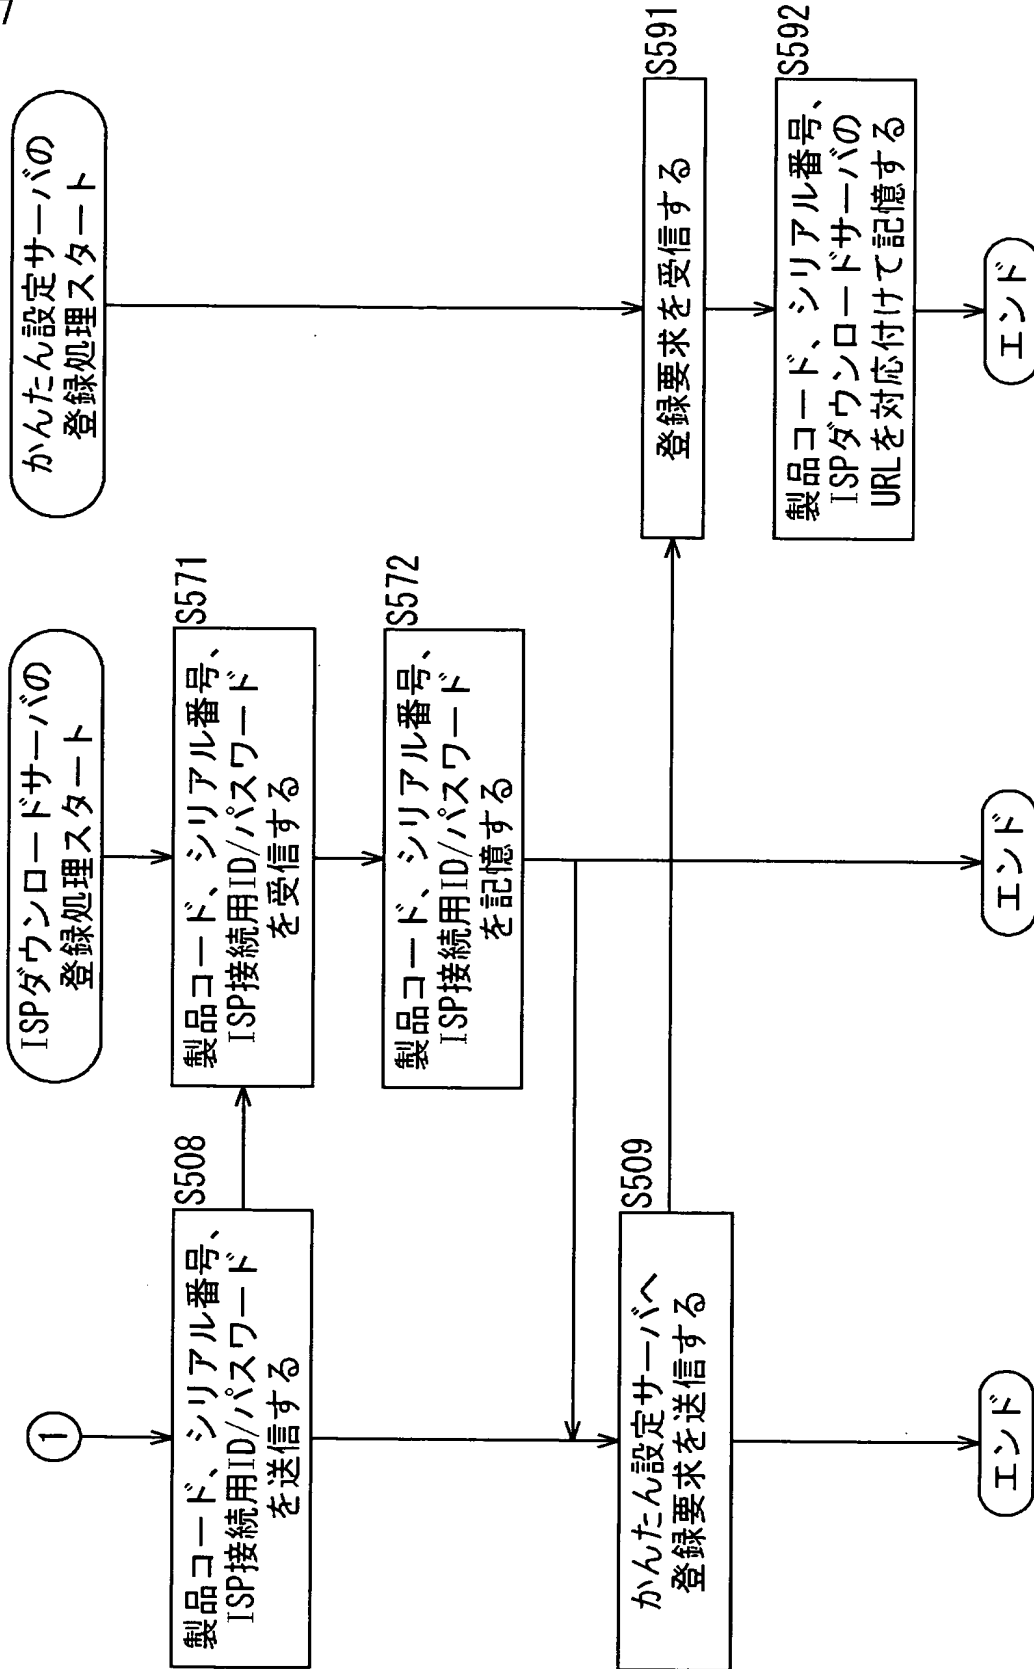 7
1
製品コード、シリアル番号、
ISP接続用ID/パスワード
を送信する
S508
かんたん設定サーバへ
登録要求を送信する
S509
エンド
ISPダウンロードサーバの
登録処理スタート
製品コード、シリアル番号、
ISP接続用ID/パスワード
を受信する
S571
製品コード、シリアル番号、
ISP接続用ID/パスワード
を記憶する
S572
エンド
かんたん設定サーバの
登録処理スタート
登録要求を受信する
S591
製品コード、シリアル番号、
ISPダウンロードサーバの
URLを対応付けて記憶する
S592
エンド